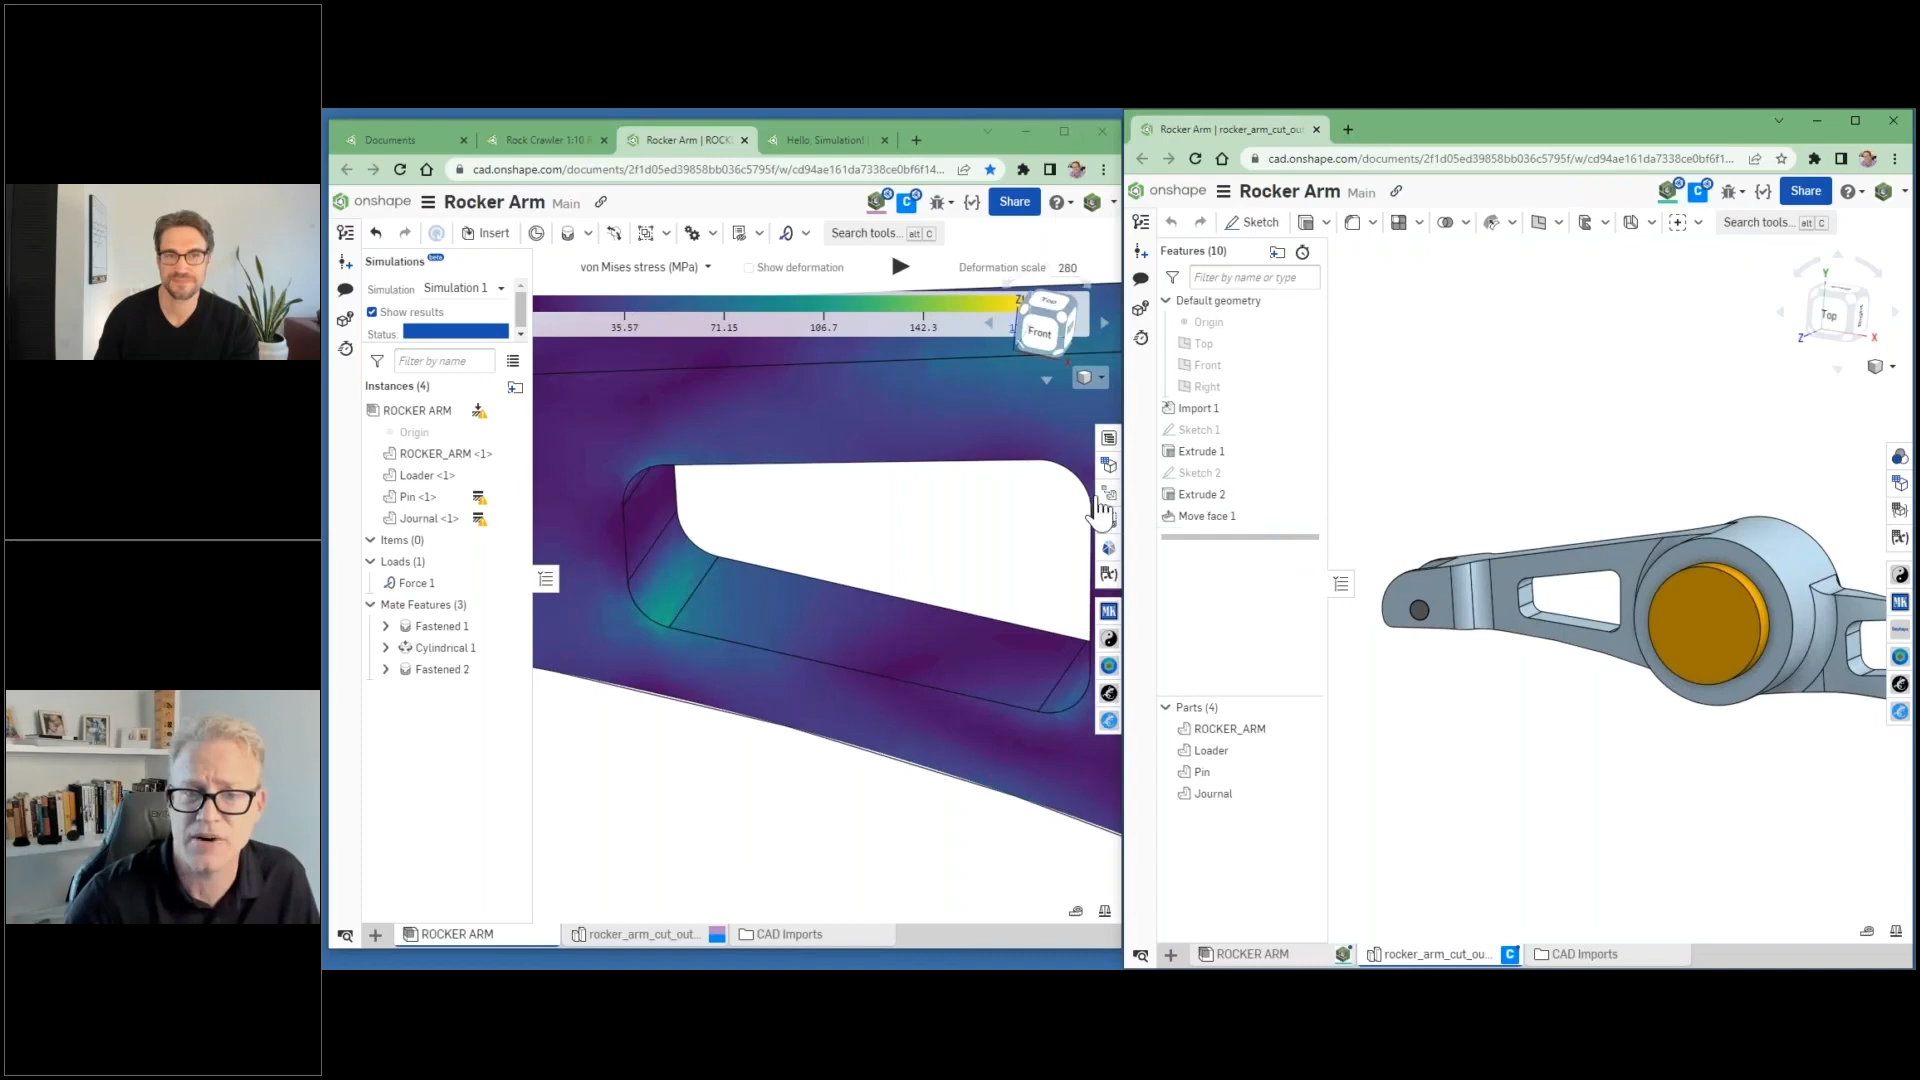 Documents
Rock Crawler 1:10 R
Rocker Arm | ROCK
Hello, Simulation! |
cad.onshape.com/documents/2f1d05ed39858bb036c5795f/w/cd94ae161da7338ce0bf6f14...
onshape
Rocker Arm
Main
Share
Insert
Search tools...
alt C
Simulations beta
Simulation
Simulation 1
Show results
Status:
Filter by name
Instances (4)
ROCKER ARM
Origin
ROCKER_ARM <1>
Loader <1>
Pin <1>
Journal <1>
Items (0)
Loads (1)
Force 1
Mate Features (3)
Fastened 1
Cylindrical 1
Fastened 2
von Mises stress (MPa)
Show deformation
Deformation scale
280
35.57
71.15
106.7
142.3
Top
Front
MK
ROCKER ARM
rocker_arm_cut_out...
CAD Imports
Rocker Arm | rocker_arm_cut_ou
cad.onshape.com/documents/2f1d05ed39858bb036c5795f/w/cd94ae161da7338ce0bf6f1...
onshape
Rocker Arm
Main
Share
Sketch
Search tools...
alt C
Features (10)
Filter by name or type
Default geometry
Origin
Top
Front
Right
Import 1
Sketch 1
Extrude 1
Sketch 2
Extrude 2
Move face 1
Parts (4)
ROCKER_ARM
Loader
Pin
Journal
Y
Top
Z
X
MK
ROCKER ARM
rocker_arm_cut_ou...
C
CAD Imports